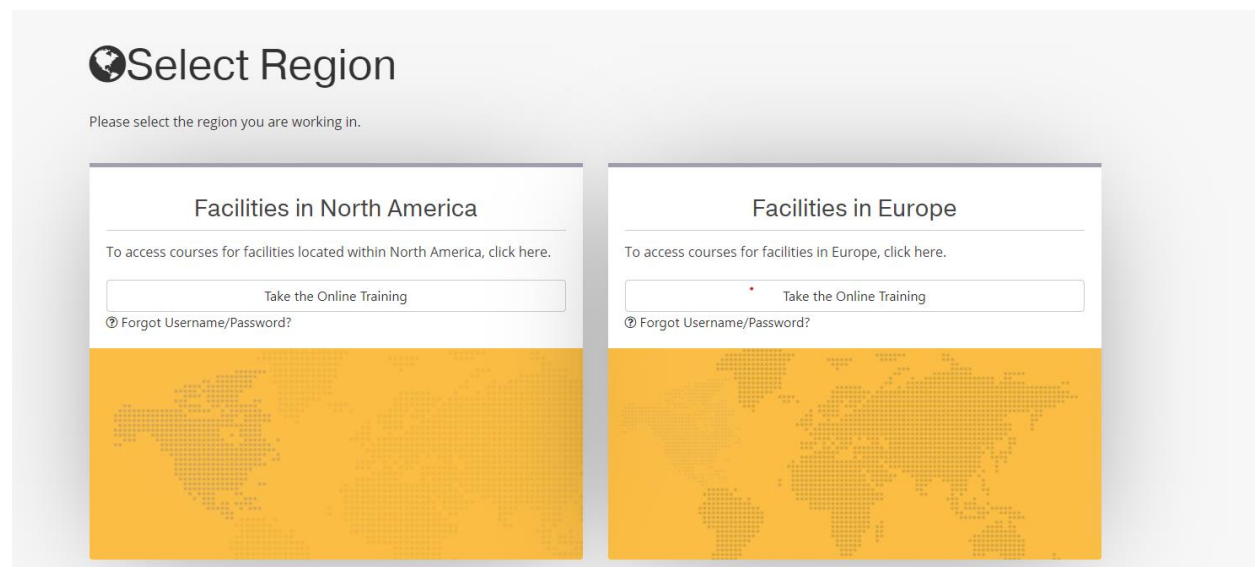 Select Region
Please select the region you are working in.
Facilities in North America
To access courses for facilities located within North America, click here.
Take the Online Training
Forgot Username/Password?
Facilities in Europe
To access courses for facilities in Europe, click here.
Take the Online Training
Forgot Username/Password?